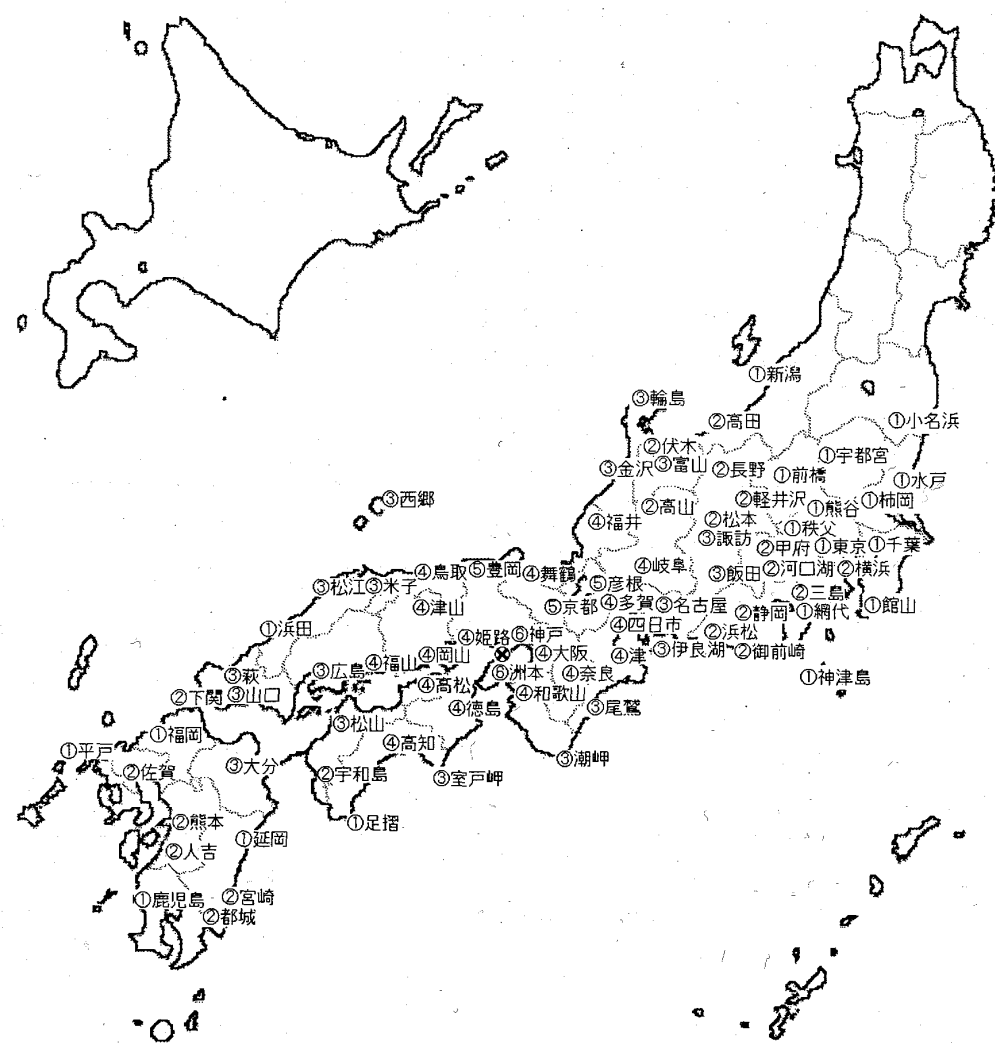 ①新潟
③輪島
②高田
①小名浜
②伏木
③金沢
③富山
②長野
①前橋
①宇都宮
①水戸
③西郷
④福井
②高山
②軽井沢
②松本
①熊谷
①柿岡
③諏訪
①秩父
②甲府
①東京
①千葉
④鳥取
⑤豊岡
④舞鶴
④岐阜
③飯田
②河口湖
②横浜
③松江
③米子
⑤彦根
②三島
④津山
⑤京都
④多賀
③名古屋
②静岡
①網代
①館山
①浜田
④姫路
⑥神戸
④四日市
②浜松
④岡山
④大阪
④津
③伊良湖
②御前崎
③萩
③広島
④福山
⑥洲本
④奈良
①神津島
②下関
③山口
④高松
④和歌山
④徳島
③尾鷲
③松山
①福岡
④高知
①平戸
②佐賀
③大分
②宇和島
③室戸岬
③潮岬
②熊本
①足摺
①延岡
②人吉
①鹿児島
②宮崎
②都城